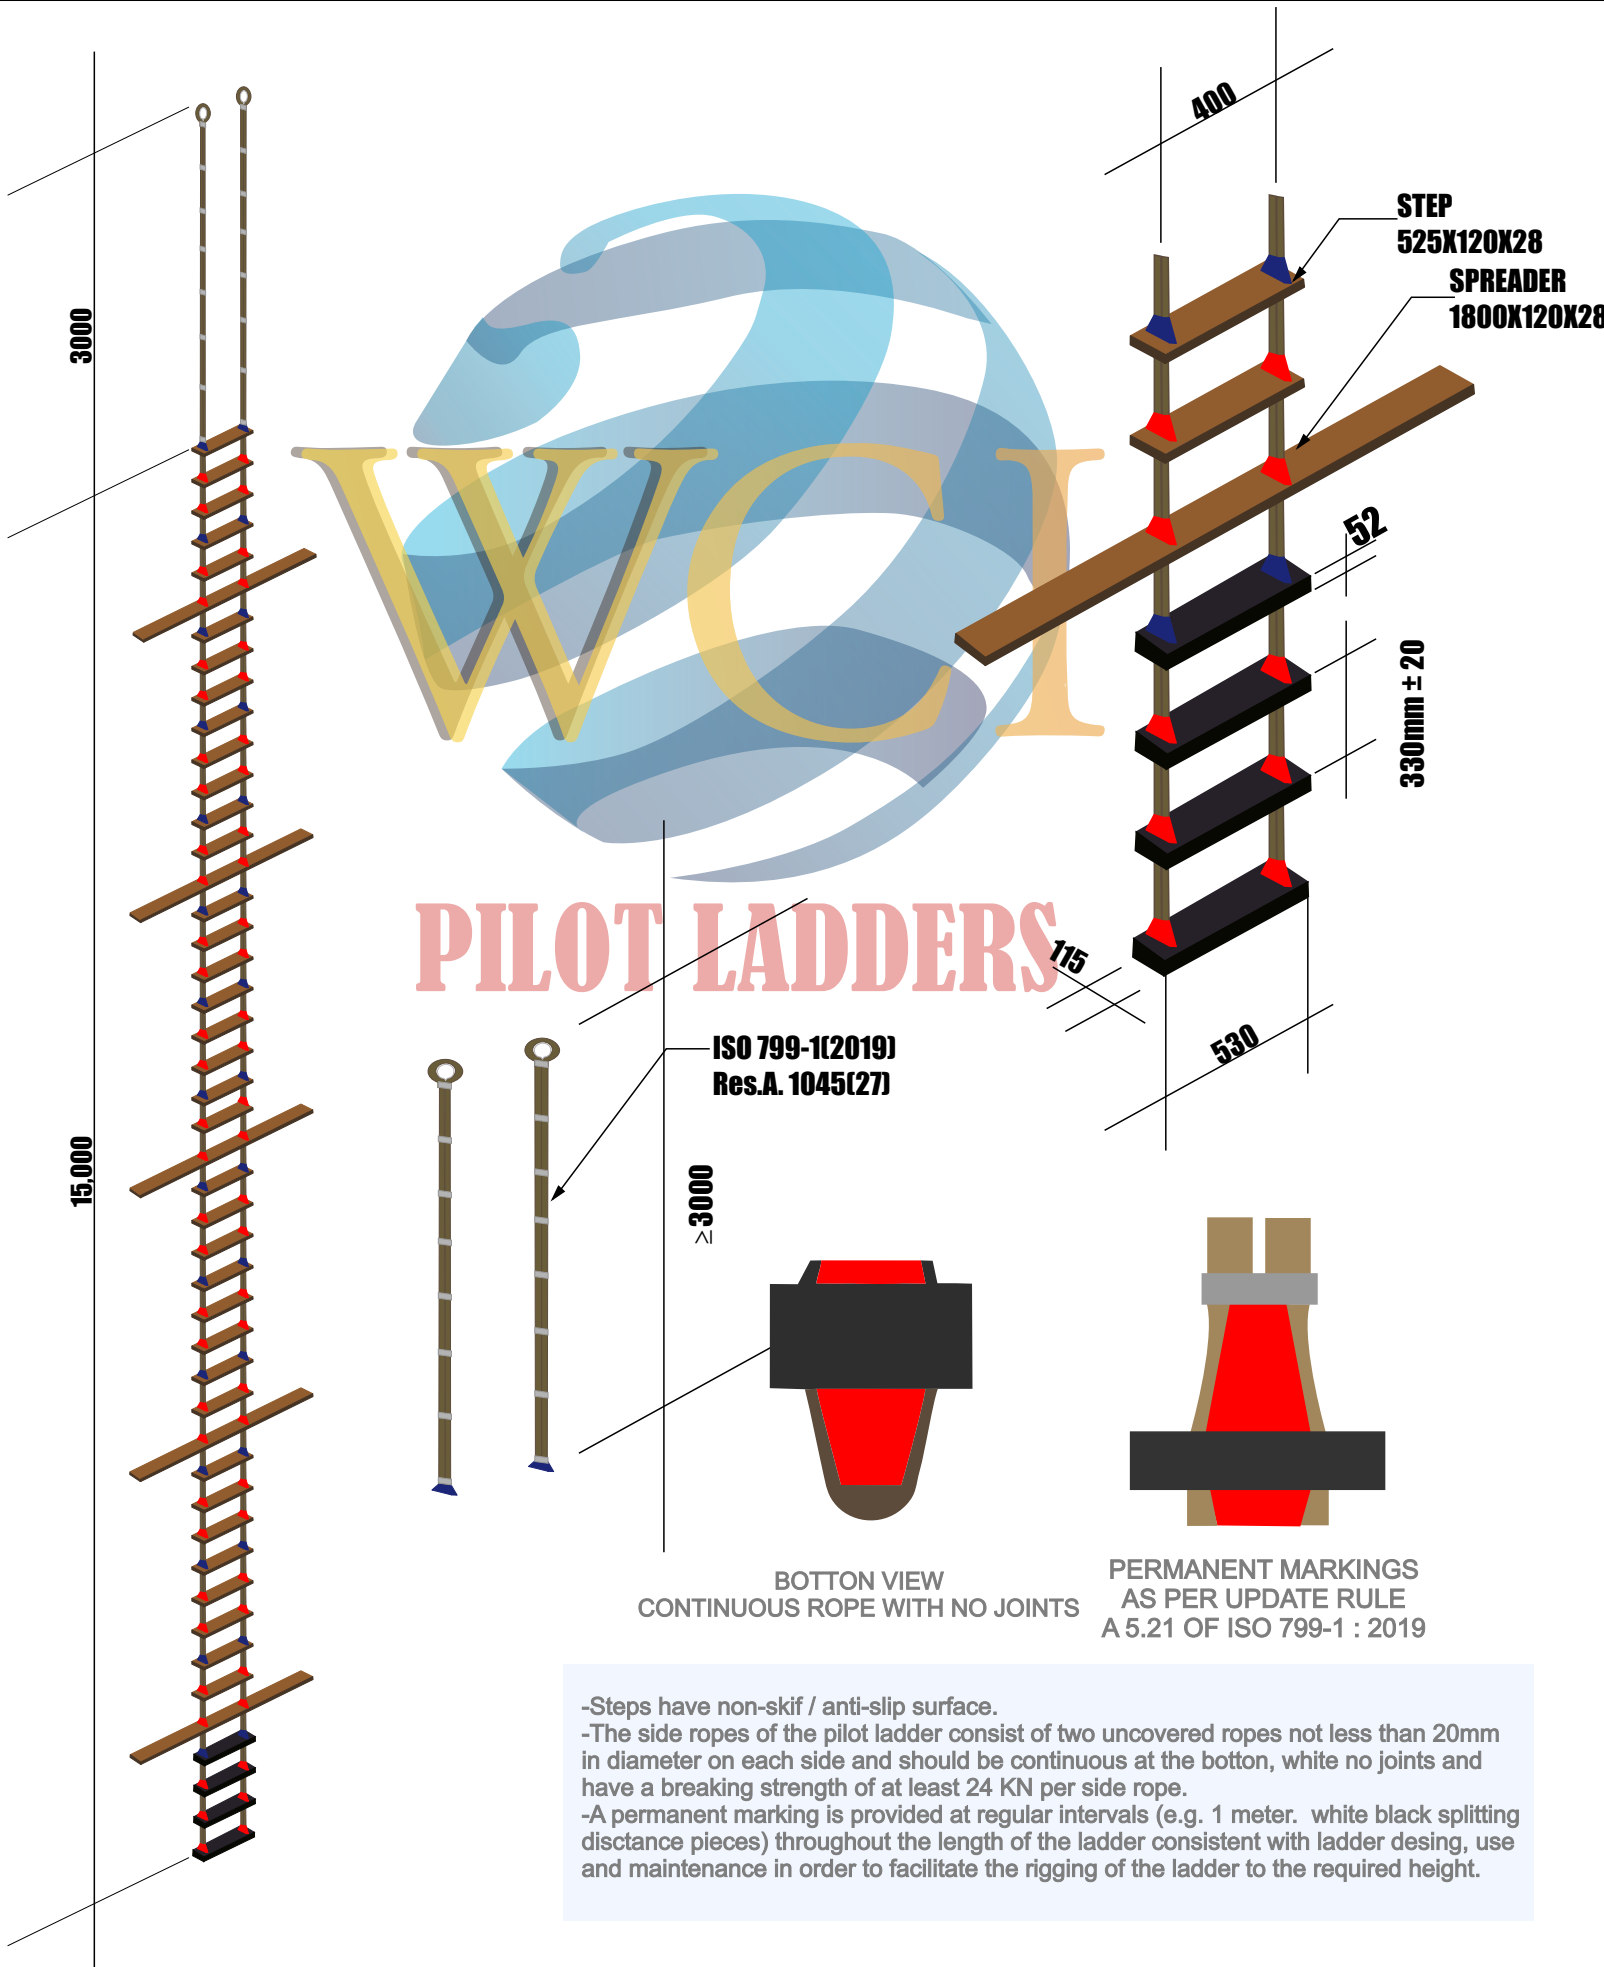 400
STEP
525X120X28
SPREADER
1800X120X28
3000
52
330mm ± 20
WCI
PILOT LADDERS
115
530
ISO 799-1(2019)
Res.A. 1045(27)
15,000
≥3000
BOTTON VIEW
CONTINUOUS ROPE WITH NO JOINTS
PERMANENT MARKINGS
AS PER UPDATE RULE
A 5.21 OF ISO 799-1 : 2019
-Steps have non-skif / anti-slip surface.
-The side ropes of the pilot ladder consist of two uncovered ropes not less than 20mm
in diameter on each side and should be continuous at the botton, white no joints and
have a breaking strength of at least 24 KN per side rope.
-A permanent marking is provided at regular intervals (e.g. 1 meter.  white black splitting
disctance pieces) throughout the length of the ladder consistent with ladder desing, use
and maintenance in order to facilitate the rigging of the ladder to the required height.